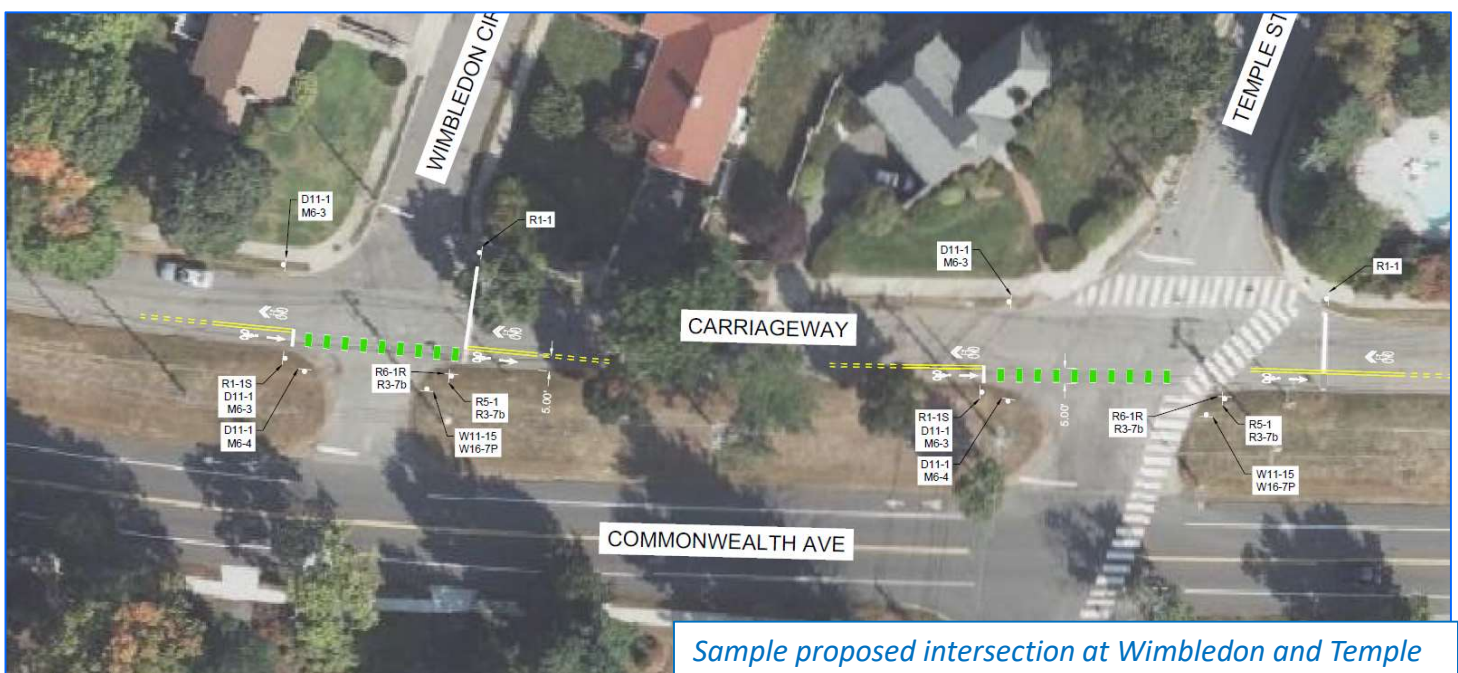 WIMBLEDON CIR
TEMPLE ST
D11-1
M6-3
R1-1
D11-1
M6-3
R1-1
CARRIAGEWAY
R1-1S
D11-1
M6-3
D11-1
M6-4
R6-1R
R3-7b
R5-1
R3-7b
W11-15
W16-7P
5.00'
R1-1S
D11-1
M6-3
D11-1
M6-4
5.00'
R6-1R
R3-7b
R5-1
R3-7b
W11-15
W16-7P
COMMONWEALTH AVE
Sample proposed intersection at Wimbledon and Temple